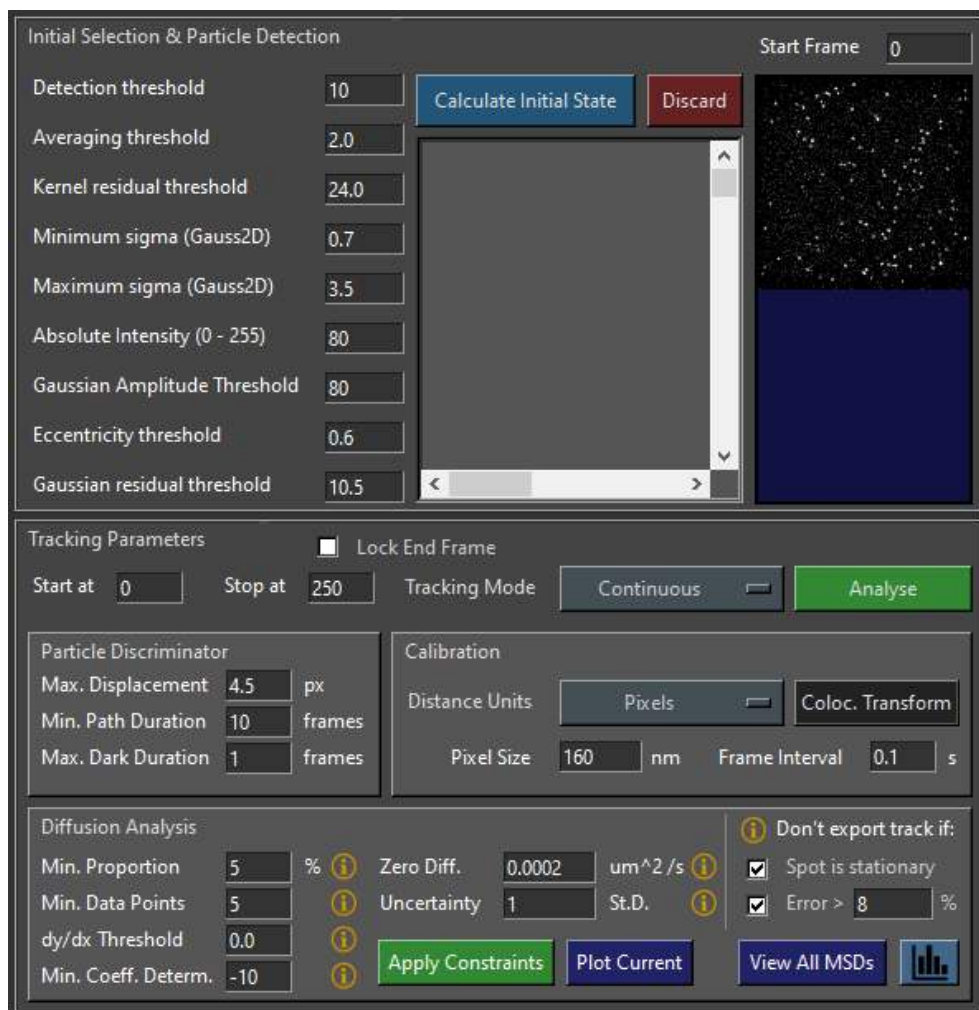 Initial Selection & Particle Detection
Start Frame 0
Detection threshold 10
Calculate Initial State Discard
Averaging threshold 2.0
Kernel residual threshold 24.0
Minimum sigma (Gauss2D) 0.7
Maximum sigma (Gauss2D) 3.5
Absolute Intensity (0 - 255) 80
Gaussian Amplitude Threshold 80
Eccentricity threshold 0.6
Gaussian residual threshold 10.5
Tracking Parameters
Lock End Frame
Start at 0 Stop at 250 Tracking Mode Continuous Analyse
Particle Discriminator
Max. Displacement 4.5 px
Min. Path Duration 10 frames
Max. Dark Duration 1 frames
Calibration
Distance Units Pixels Coloc. Transform
Pixel Size 160 nm Frame Interval 0.1 s
Diffusion Analysis
Min. Proportion 5 %
Min. Data Points 5
dy/dx Threshold 0.0
Min. Coeff. Determ. -10
Zero Diff. 0.0002 um^2 /s
Uncertainty 1 St.D.
Apply Constraints Plot Current
Don't export track if:
Spot is stationary
Error > 8 %
View All MSDs